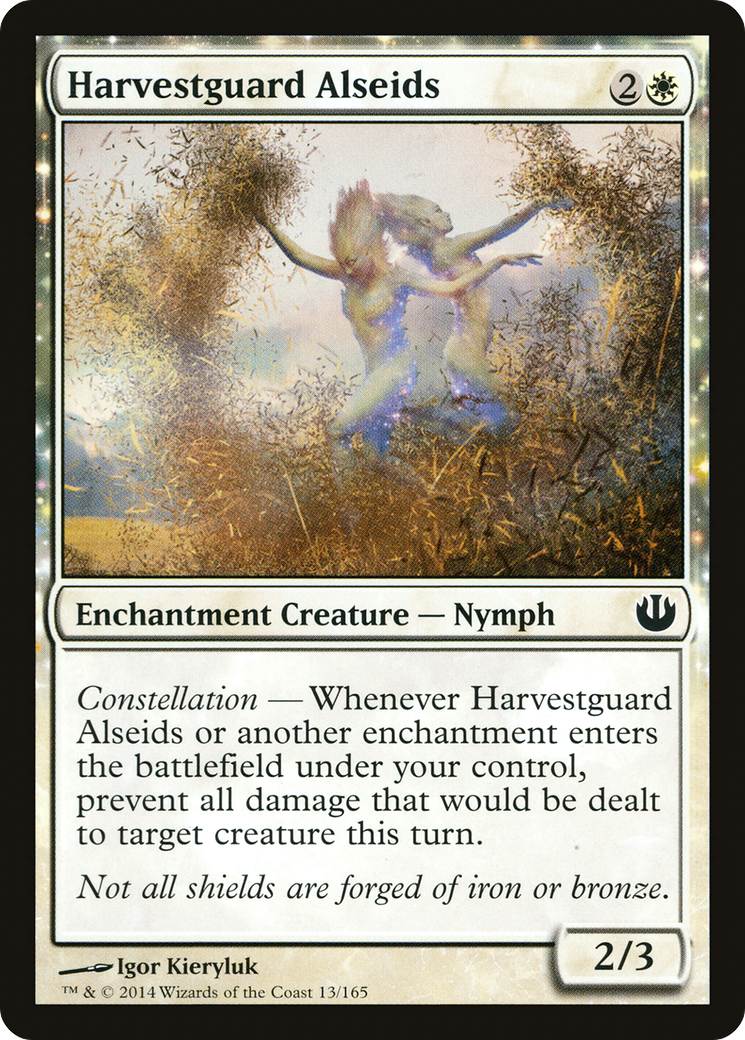 Harvestguard Alseids 2
Enchantment Creature — Nymph
Constellation — Whenever Harvestguard
Alseids or another enchantment enters
the battlefield under your control,
prevent all damage that would be dealt
to target creature this turn.
Not all shields are forged of iron or bronze.
2/3
Igor Kieryluk
™ & © 2014 Wizards of the Coast 13/165